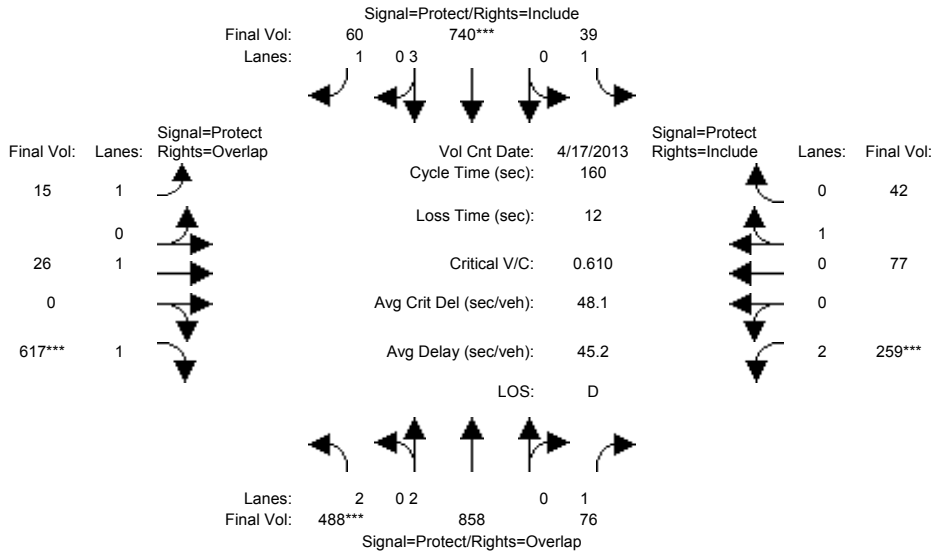 Signal=Protect/Rights=Include
Final Vol: 60 740*** 39
Lanes: 1 0 3 0 1
Signal=Protect Signal=Protect
Final Vol: Lanes: Rights=Overlap Vol Cnt Date: 4/17/2013 Rights=Include Lanes: Final Vol:
Cycle Time (sec): 160
15 1 0 42
Loss Time (sec): 12
0 1
26 1 Critical V/C: 0.610 0 77
0 Avg Crit Del (sec/veh): 48.1 0
617*** 1 Avg Delay (sec/veh): 45.2 2 259***
LOS: D
Lanes: 2 0 2 0 1
Final Vol: 488*** 858 76
Signal=Protect/Rights=Overlap